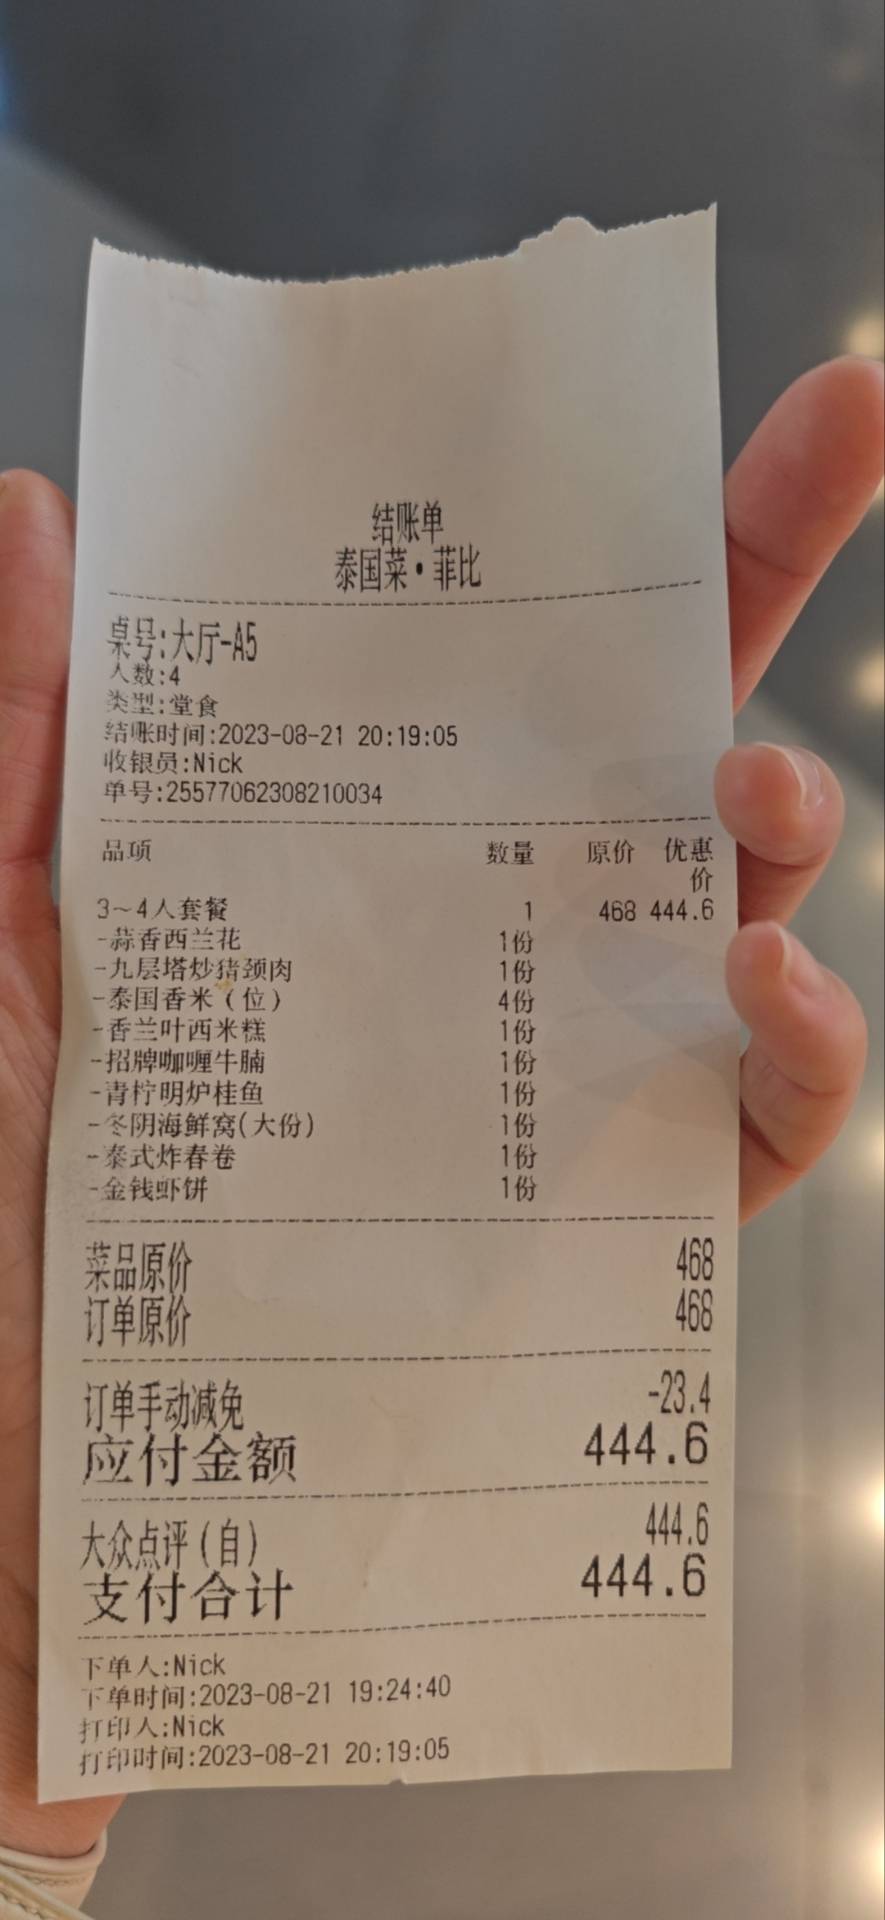 结账单
泰国菜·菲比
桌号:大厅-A5
人数:4
类型:堂食
结账时间:2023-08-21 20:19:05
收银员:Nick
单号:25577062308210034
品项 数量 原价 优惠价
3~4人套餐 1 468 444.6
-蒜香西兰花 1份
-九层塔炒猪颈肉 1份
-泰国香米(位) 4份
-香兰叶西米糕 1份
-招牌咖喱牛腩 1份
-青柠明炉桂鱼 1份
-冬阴海鲜窝(大份) 1份
-泰式炸春卷 1份
-金钱虾饼 1份
菜品原价 468
订单原价 468
订单手动减免 -23.4
应付金额 444.6
大众点评(自) 444.6
支付合计 444.6
下单人:Nick
下单时间:2023-08-21 19:24:40
打印人:Nick
打印时间:2023-08-21 20:19:05